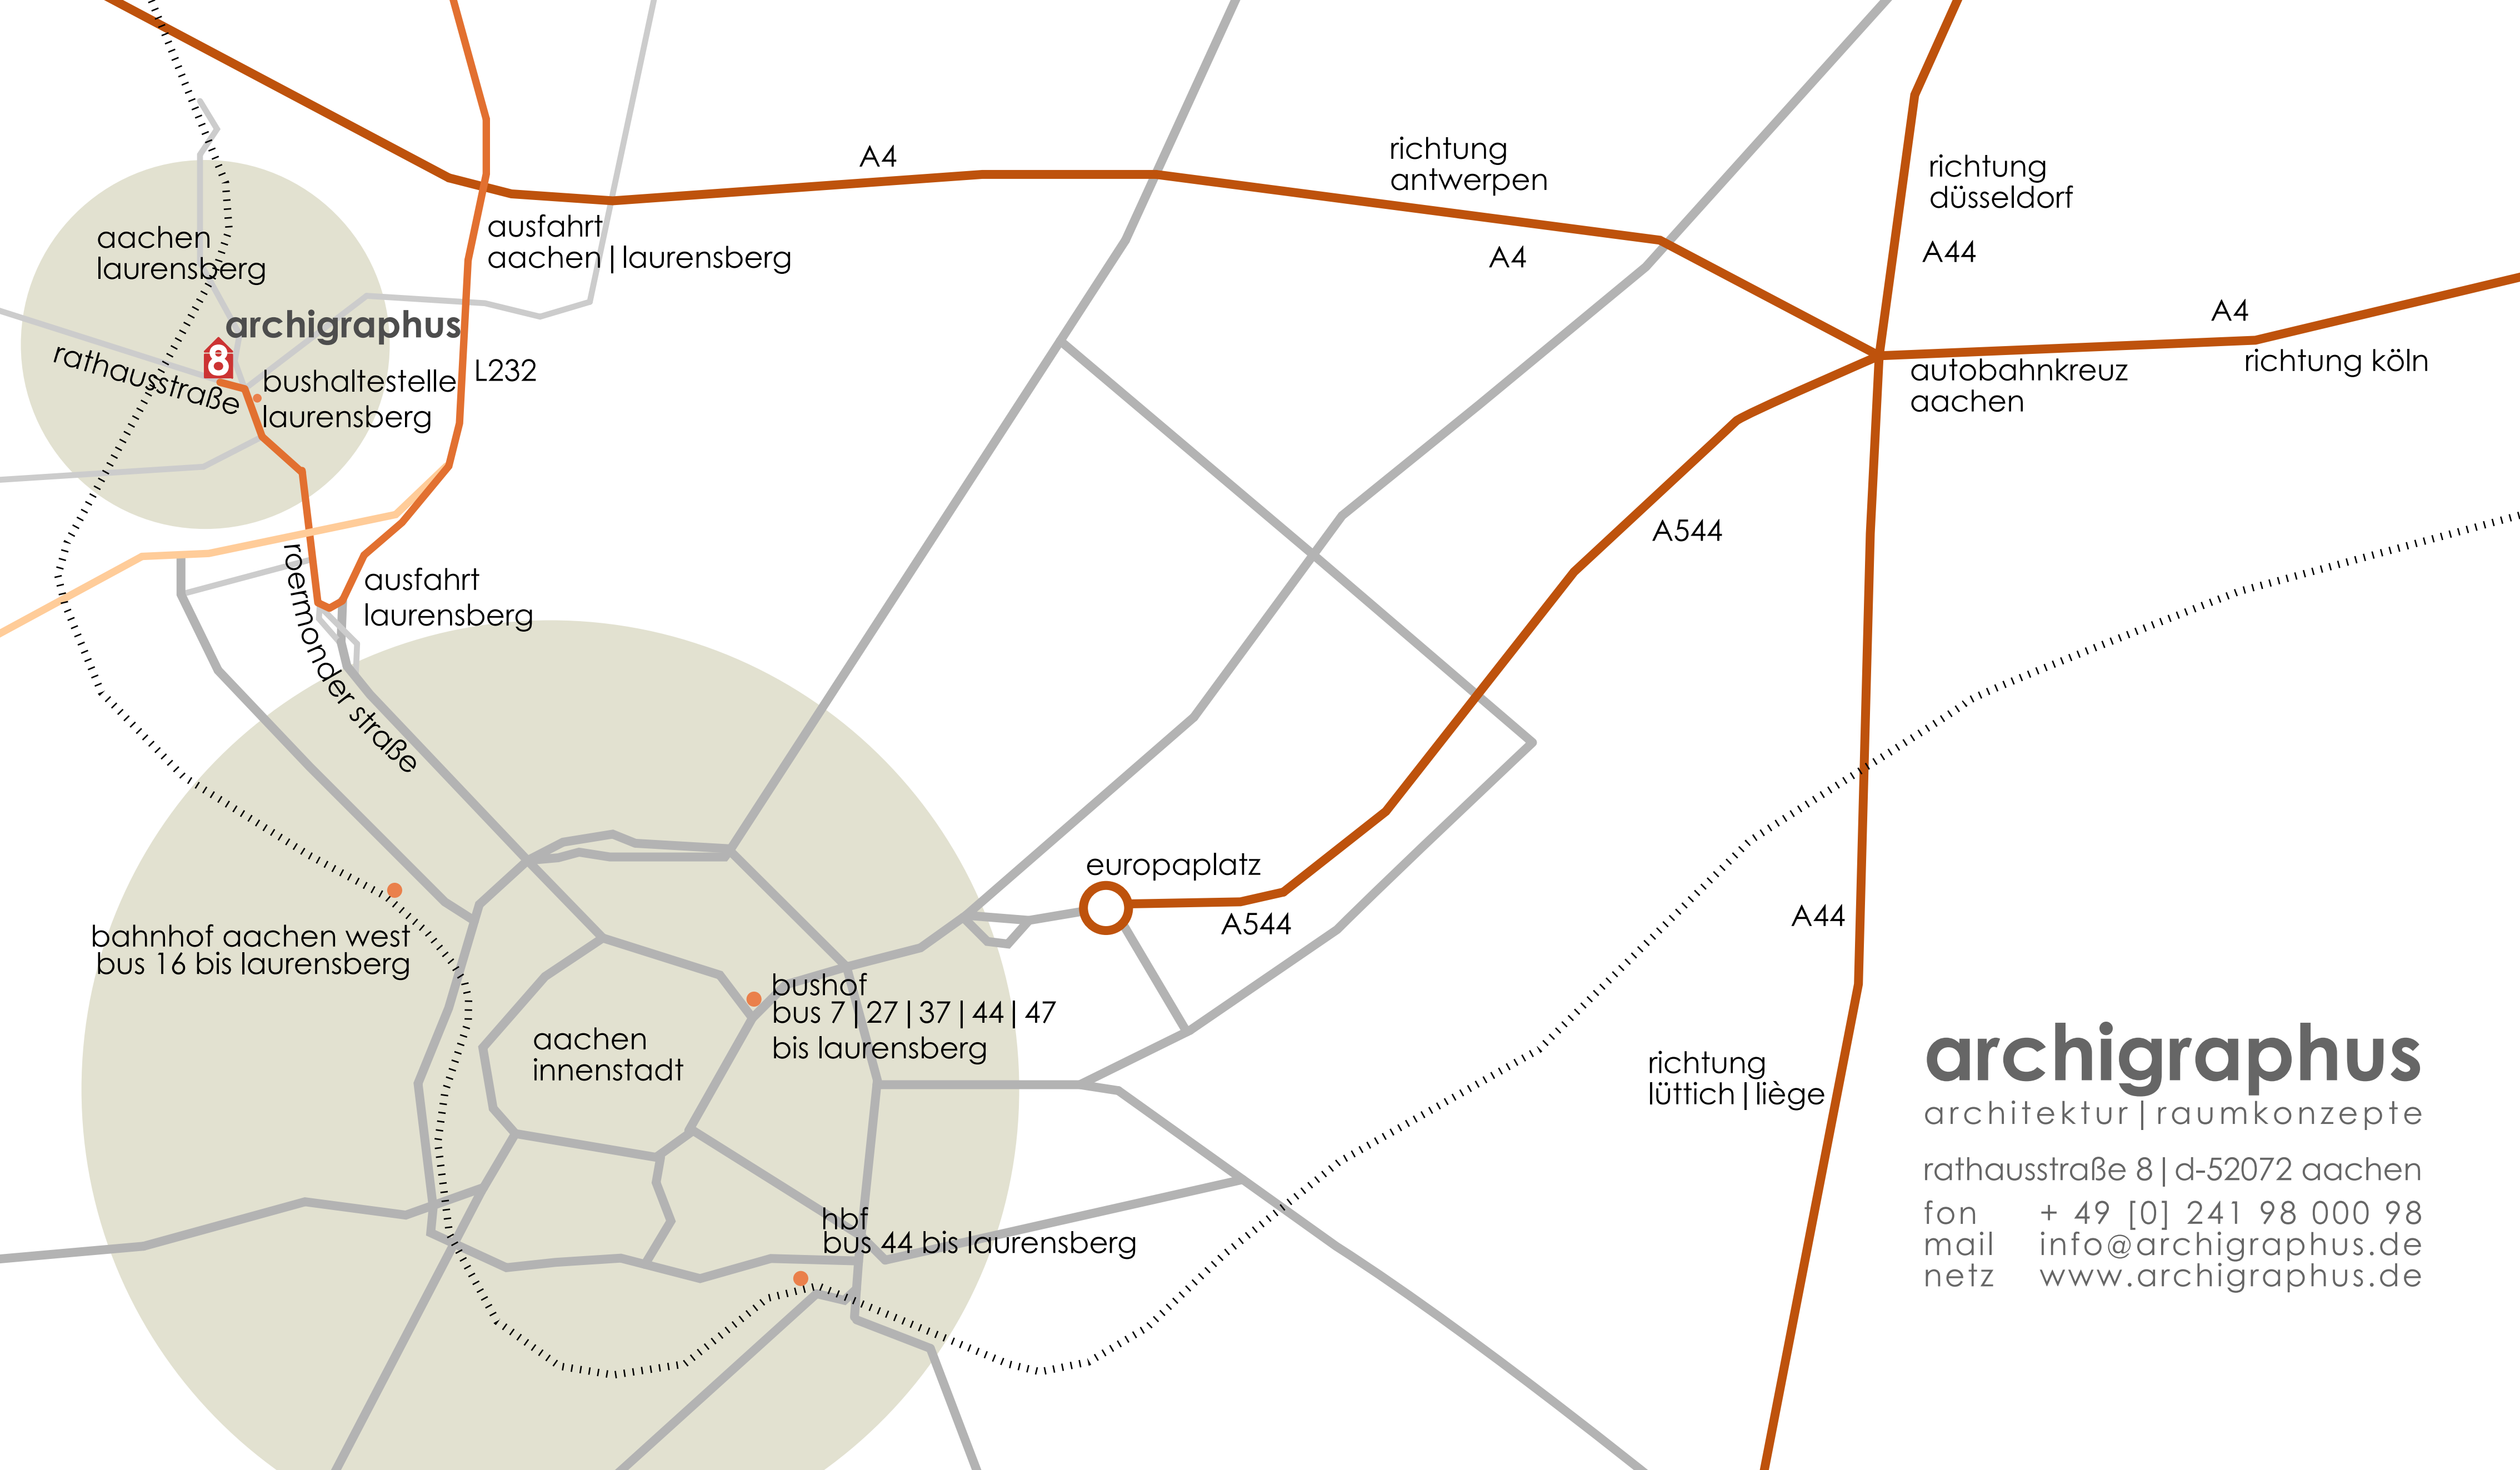 A4
richtung
antwerpen
richtung
düsseldorf
aachen
laurensberg
ausfahrt
aachen|laurensberg
A4
A44
A4
archigraphus
8
rathausstraße
bushaltestelle
laurensberg
L232
autobahnkreuz
aachen
richtung köln
A544
roermonder straße
ausfahrt
laurensberg
europaplatz
A544
A44
bahnhof aachen west
bus 16 bis laurensberg
bushof
bus 7|27|37|44|47
bis laurensberg
aachen
innenstadt
richtung
lüttich|liège
hbf
bus 44 bis laurensberg
archigraphus
architektur|raumkonzepte
rathausstraße 8|d-52072 aachen
fon + 49 [0] 241 98 000 98
mail info@archigraphus.de
netz www.archigraphus.de